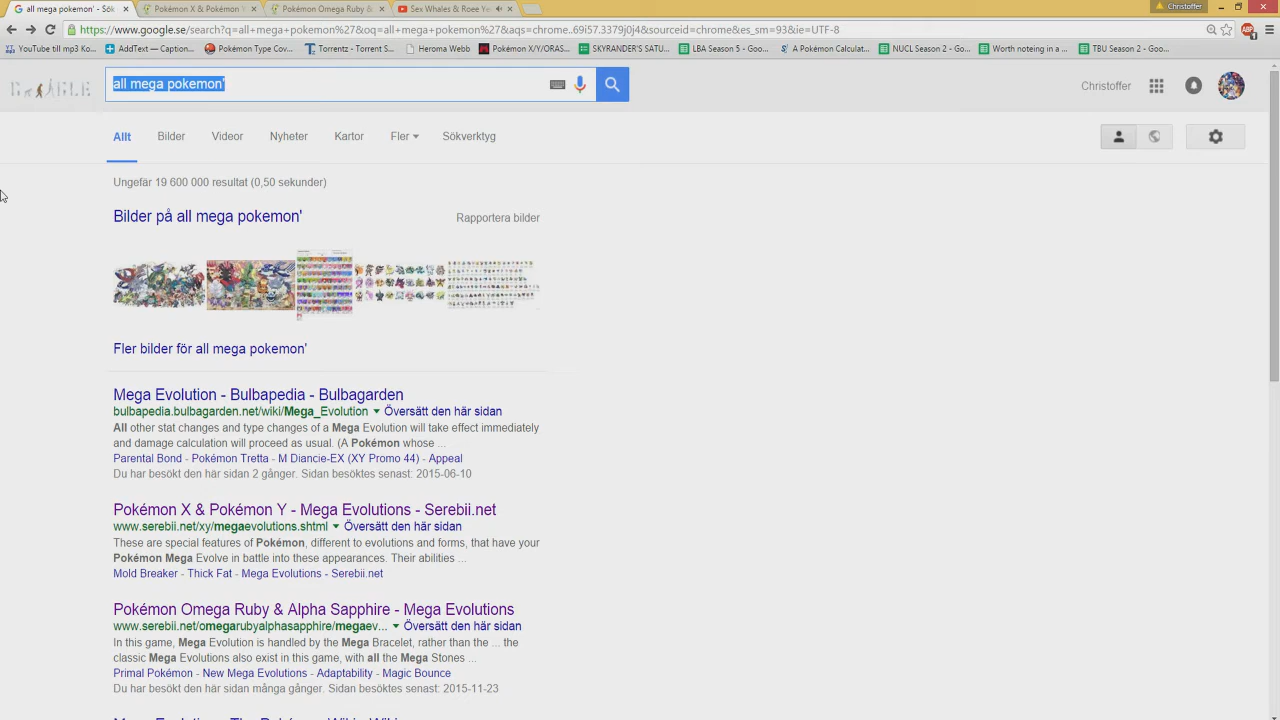 all mega pokemon' - Sök
Pokémon X & Pokémon Y
Pokémon Omega Ruby &
Sex Whales & Roee Ye
Christoffer
https://www.google.se/search?q=all+mega+pokemon%27&oq=all+mega+pokemon%27&aqs=chrome..69i57.3379j0j4&sourceid=chrome&es_sm=93&ie=UTF-8
ABP
YouTube till mp3 Ko...
AddText — Caption...
Pokémon Type Cov...
Torrentz - Torrent S...
Heroma Webb
Pokémon X/Y/ORAS...
SKYRANDER'S SATU...
LBA Season 5 - Goo...
A Pokémon Calculat...
NUCL Season 2 - Go...
Worth noteing in a...
TBU Season 2 - Goo...
all mega pokemon'
Christoffer
Allt
Bilder
Videor
Nyheter
Kartor
Fler
Sökverktyg
Ungefär 19 600 000 resultat (0,50 sekunder)
Bilder på all mega pokemon'
Rapportera bilder
Fler bilder för all mega pokemon'
Mega Evolution - Bulbapedia - Bulbagarden
bulbapedia.bulbagarden.net/wiki/Mega_Evolution Översätt den här sidan
All other stat changes and type changes of a Mega Evolution will take effect immediately
and damage calculation will proceed as usual. (A Pokémon whose ...
Parental Bond - Pokémon Tretta - M Diancie-EX (XY Promo 44) - Appeal
Du har besökt den här sidan 2 gånger. Sidan besöktes senast: 2015-06-10
Pokémon X & Pokémon Y - Mega Evolutions - Serebii.net
www.serebii.net/xy/megaevolutions.shtml Översätt den här sidan
These are special features of Pokémon, different to evolutions and forms, that have your
Pokémon Mega Evolve in battle into these appearances. Their abilities ...
Mold Breaker - Thick Fat - Mega Evolutions - Serebii.net
Pokémon Omega Ruby & Alpha Sapphire - Mega Evolutions
www.serebii.net/omegarubyalphasapphire/megaev... Översätt den här sidan
In this game, Mega Evolution is handled by the Mega Bracelet, rather than the ... the
classic Mega Evolutions also exist in this game, with all the Mega Stones ...
Primal Pokémon - New Mega Evolutions - Adaptability - Magic Bounce
Du har besökt den här sidan många gånger. Sidan besöktes senast: 2015-11-23